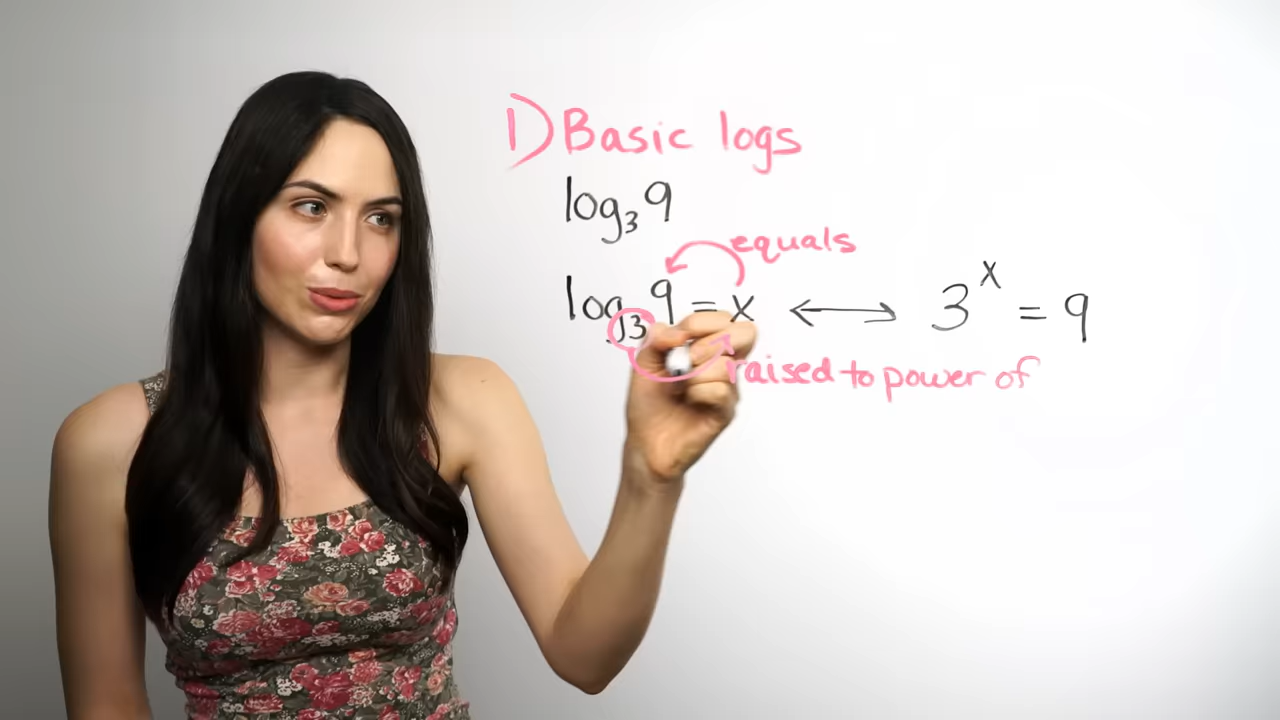 1) Basic logs
log₃9
equals
log₃9 = x ⟷ 3ˣ = 9
raised to power of